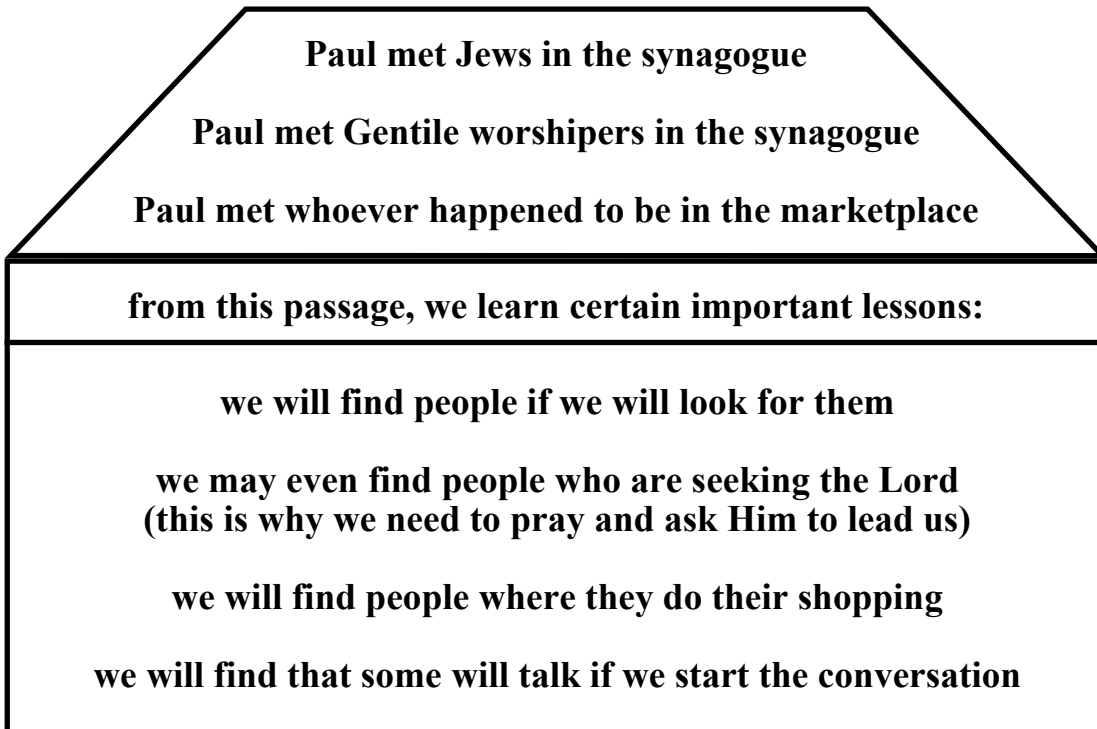 Paul met Jews in the synagogue
Paul met Gentile worshipers in the synagogue
Paul met whoever happened to be in the marketplace
from this passage, we learn certain important lessons:
we will find people if we will look for them
we may even find people who are seeking the Lord
(this is why we need to pray and ask Him to lead us)
we will find people where they do their shopping
we will find that some will talk if we start the conversation